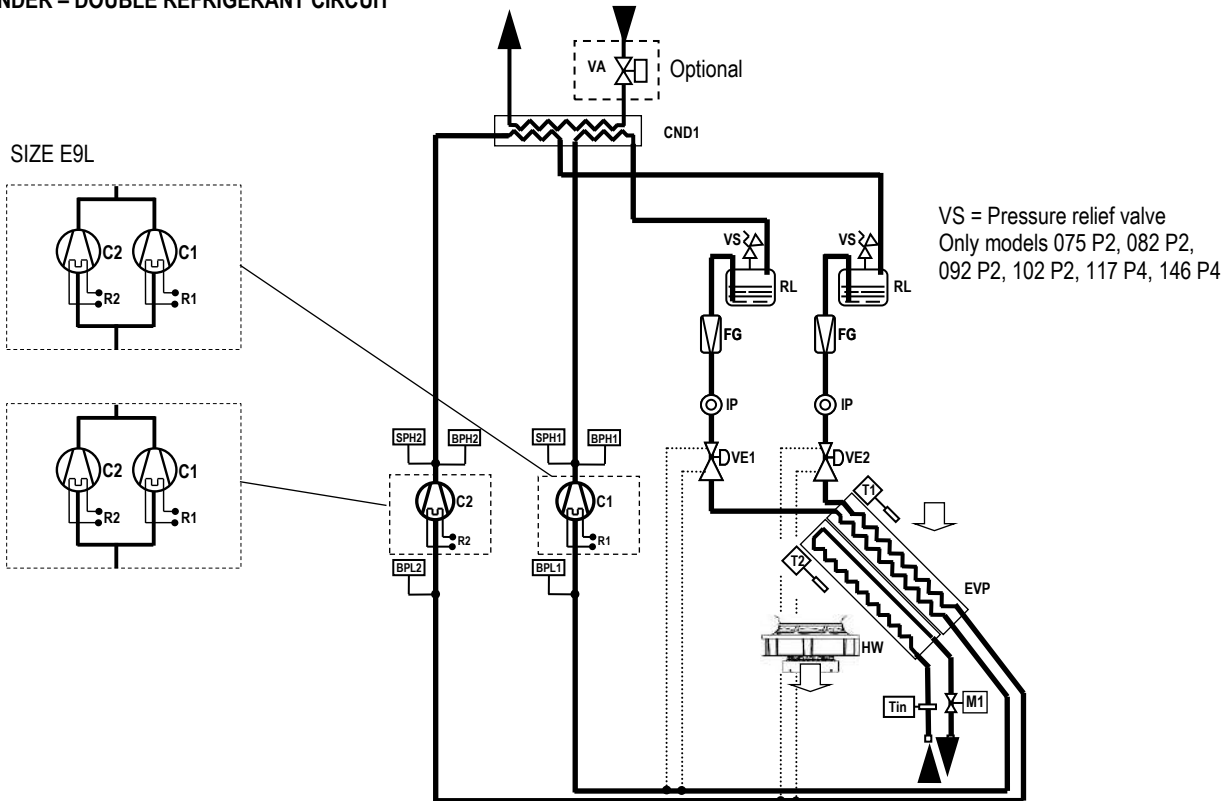 NDER – DOUBLE REFRIGERANT CIRCUIT
VA
Optional
CND1
SIZE E9L
C2
C1
R2
R1
VS = Pressure relief valve
Only models 075 P2, 082 P2,
092 P2, 102 P2, 117 P4, 146 P4
VS
VS
RL
RL
FG
FG
IP
IP
SPH2
BPH2
SPH1
BPH1
VE1
VE2
C2
C1
R2
R1
C2
R2
C1
R1
T1
BPL2
BPL1
T2
EVP
HW
Tin
M1